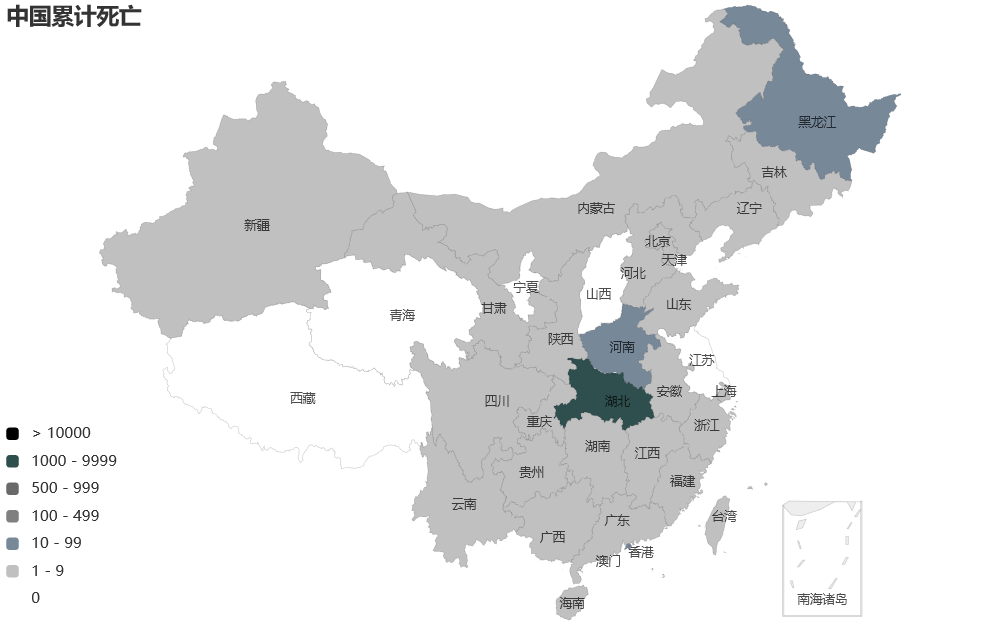 中国累计死亡
黑龙江
吉林
辽宁
内蒙古
新疆
北京
天津
河北
宁夏
山西
山东
甘肃
青海
陕西
河南
江苏
西藏
四川
湖北
安徽
上海
重庆
浙江
湖南
江西
贵州
福建
云南
广东
台湾
广西
香港
澳门
海南
南海诸岛
> 10000
1000 - 9999
500 - 999
100 - 499
10 - 99
1 - 9
0